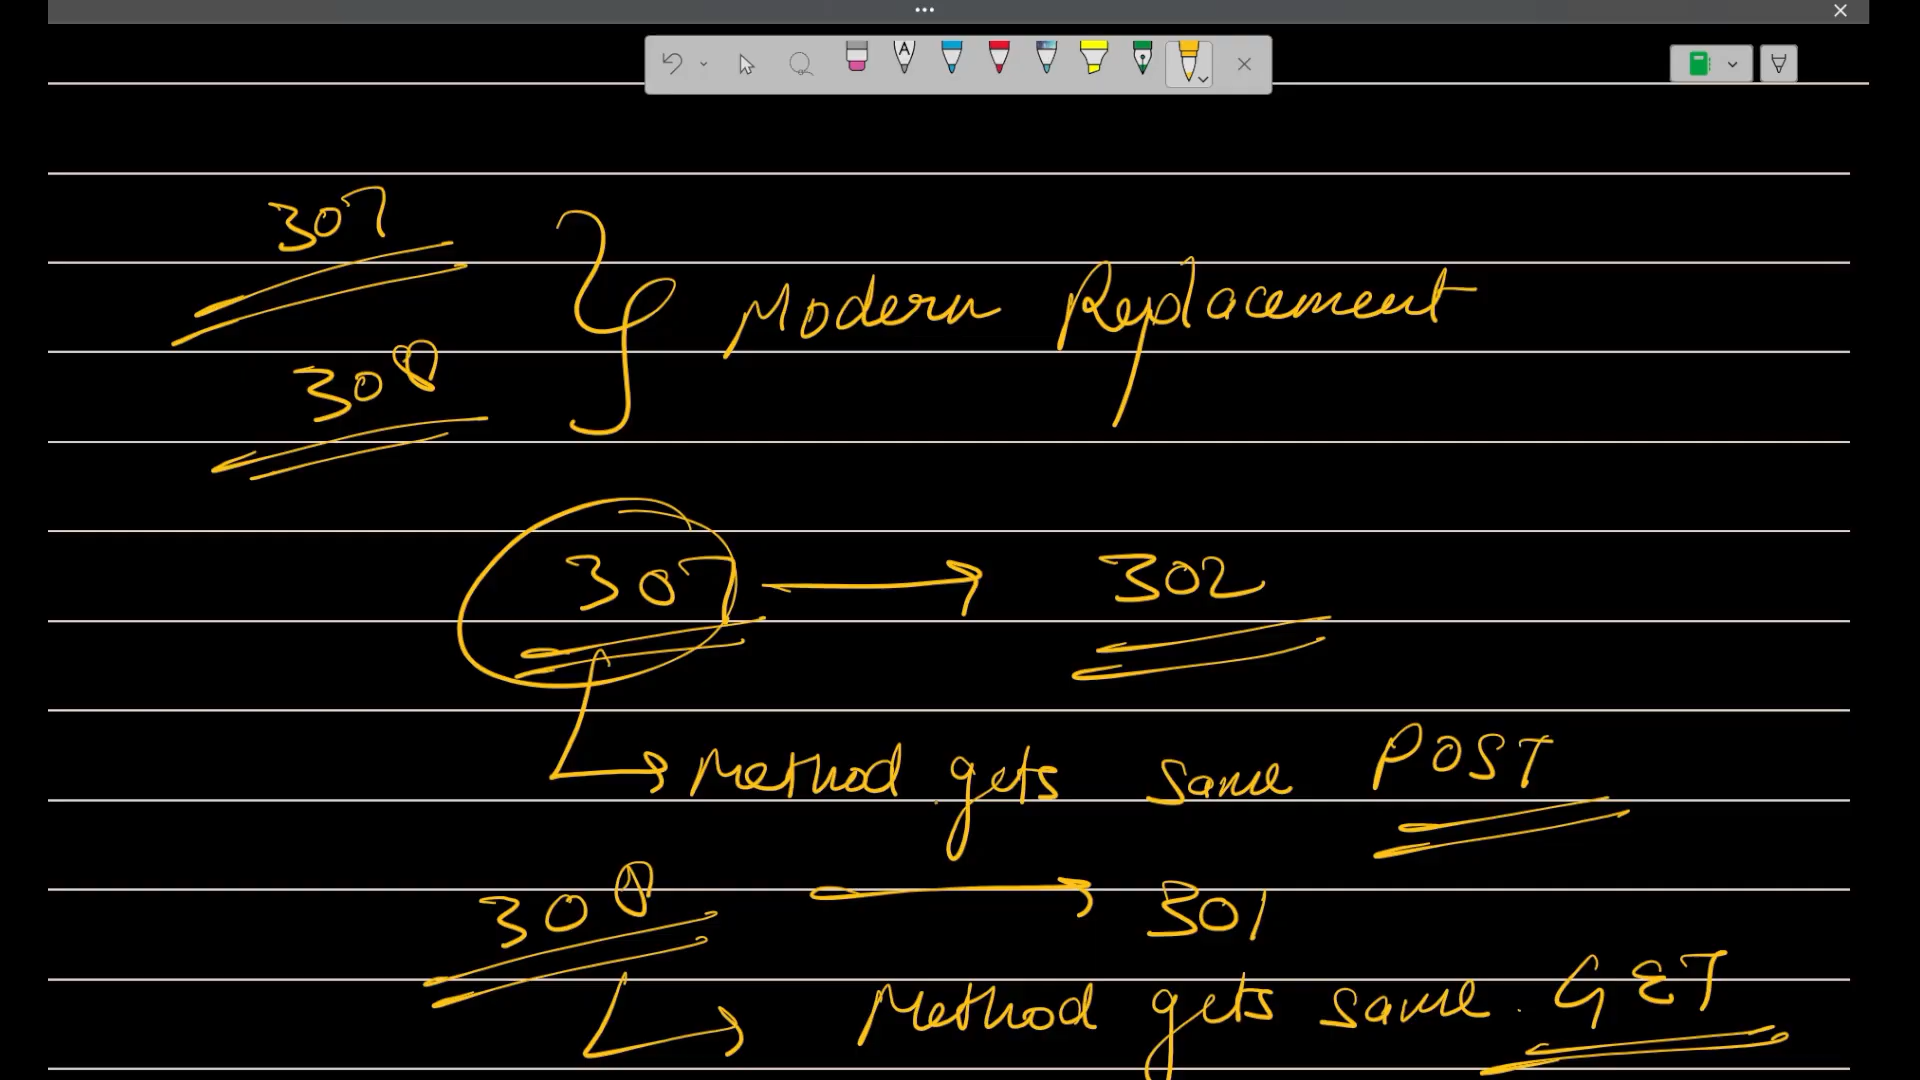 307
308
Modern Replacement
307 → 302
Method gets same POST
308 → 301
Method gets same. GET